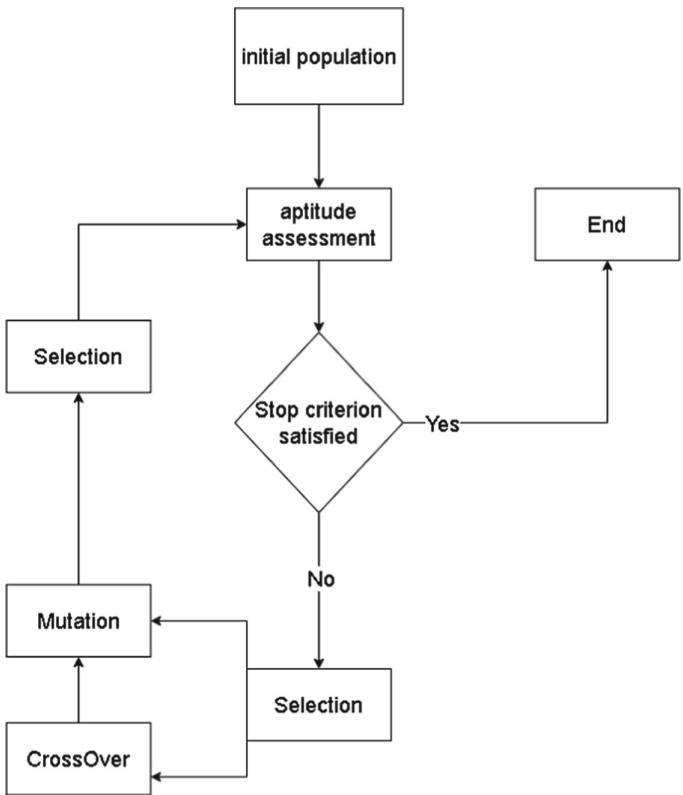 initial population
aptitude
assessment
End
Selection
Stop criterion
satisfied
Yes
No
Mutation
Selection
CrossOver